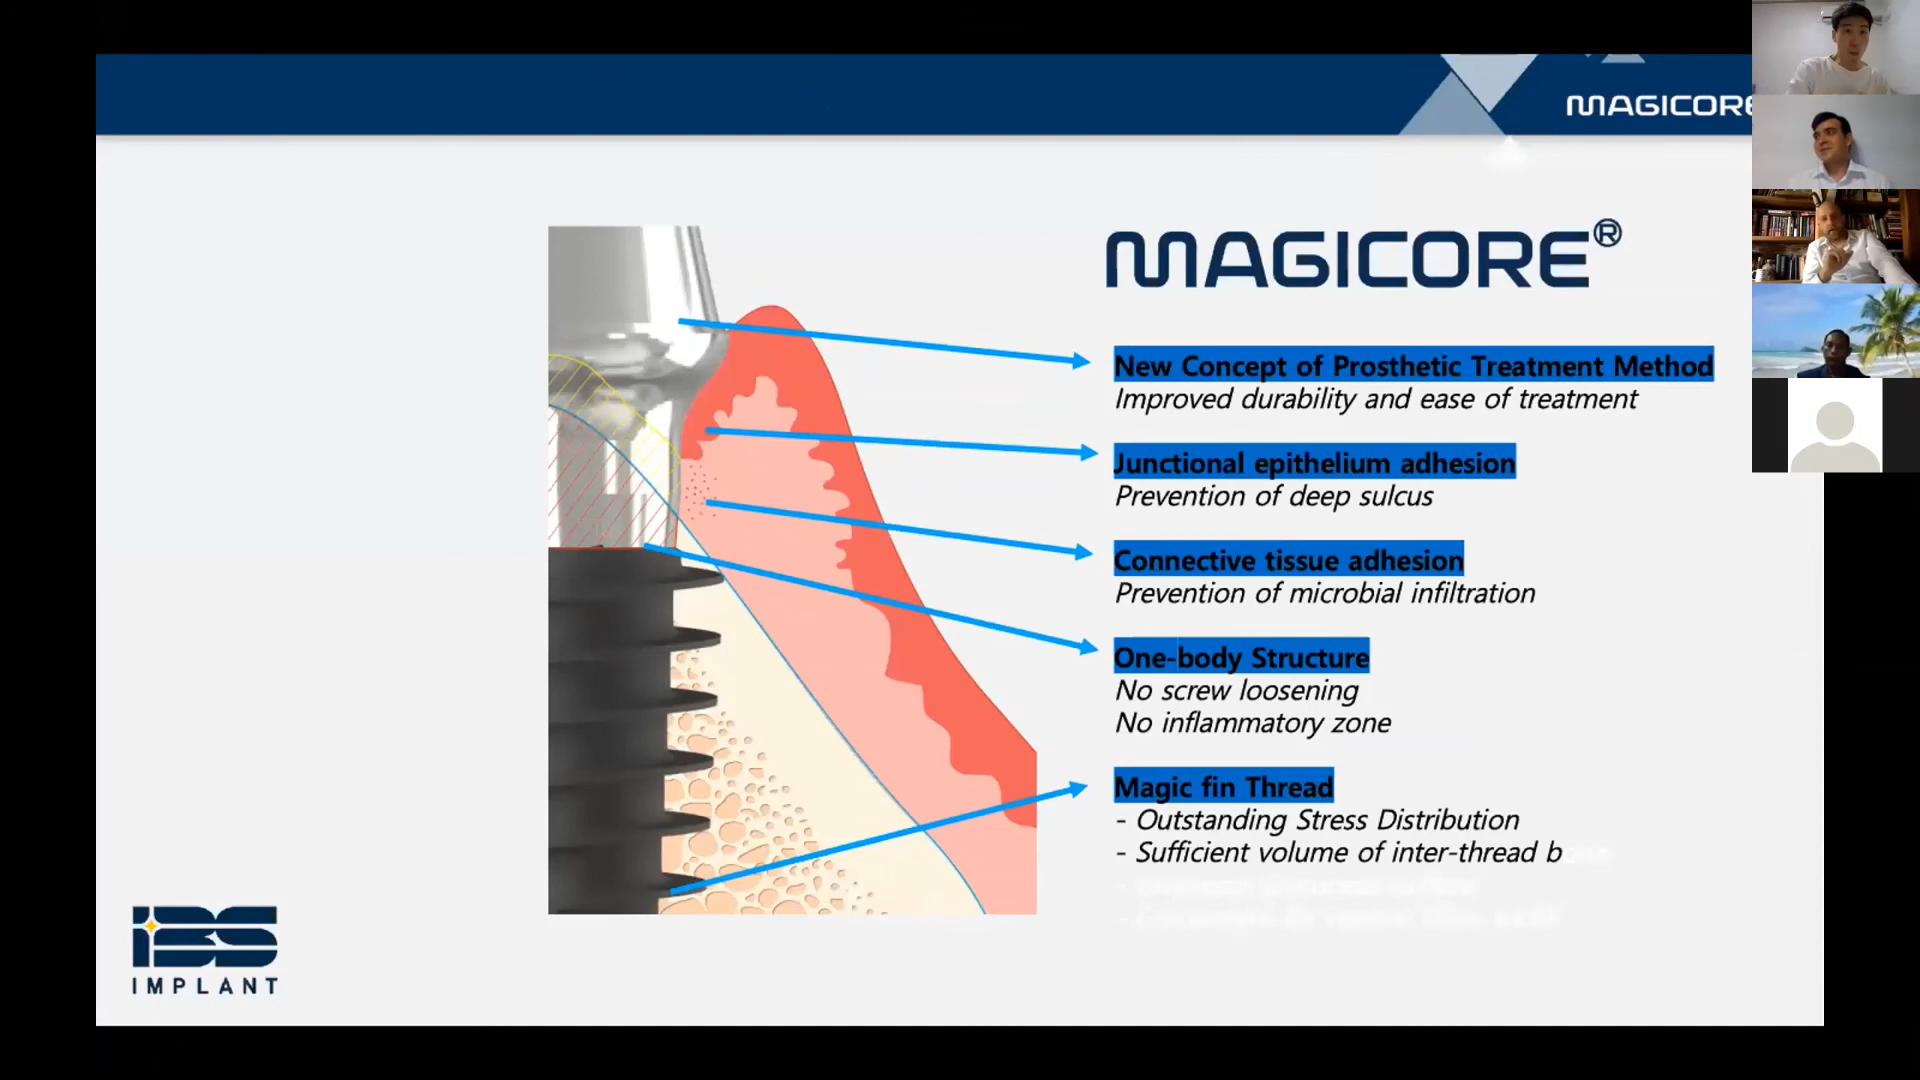 MAGICORE
MAGICORE®
New Concept of Prosthetic Treatment Method
Improved durability and ease of treatment
Junctional epithelium adhesion
Prevention of deep sulcus
Connective tissue adhesion
Prevention of microbial infiltration
One-body Structure
No screw loosening
No inflammatory zone
Magic fin Thread
- Outstanding Stress Distribution
- Sufficient volume of inter-thread b
IBS
IMPLANT